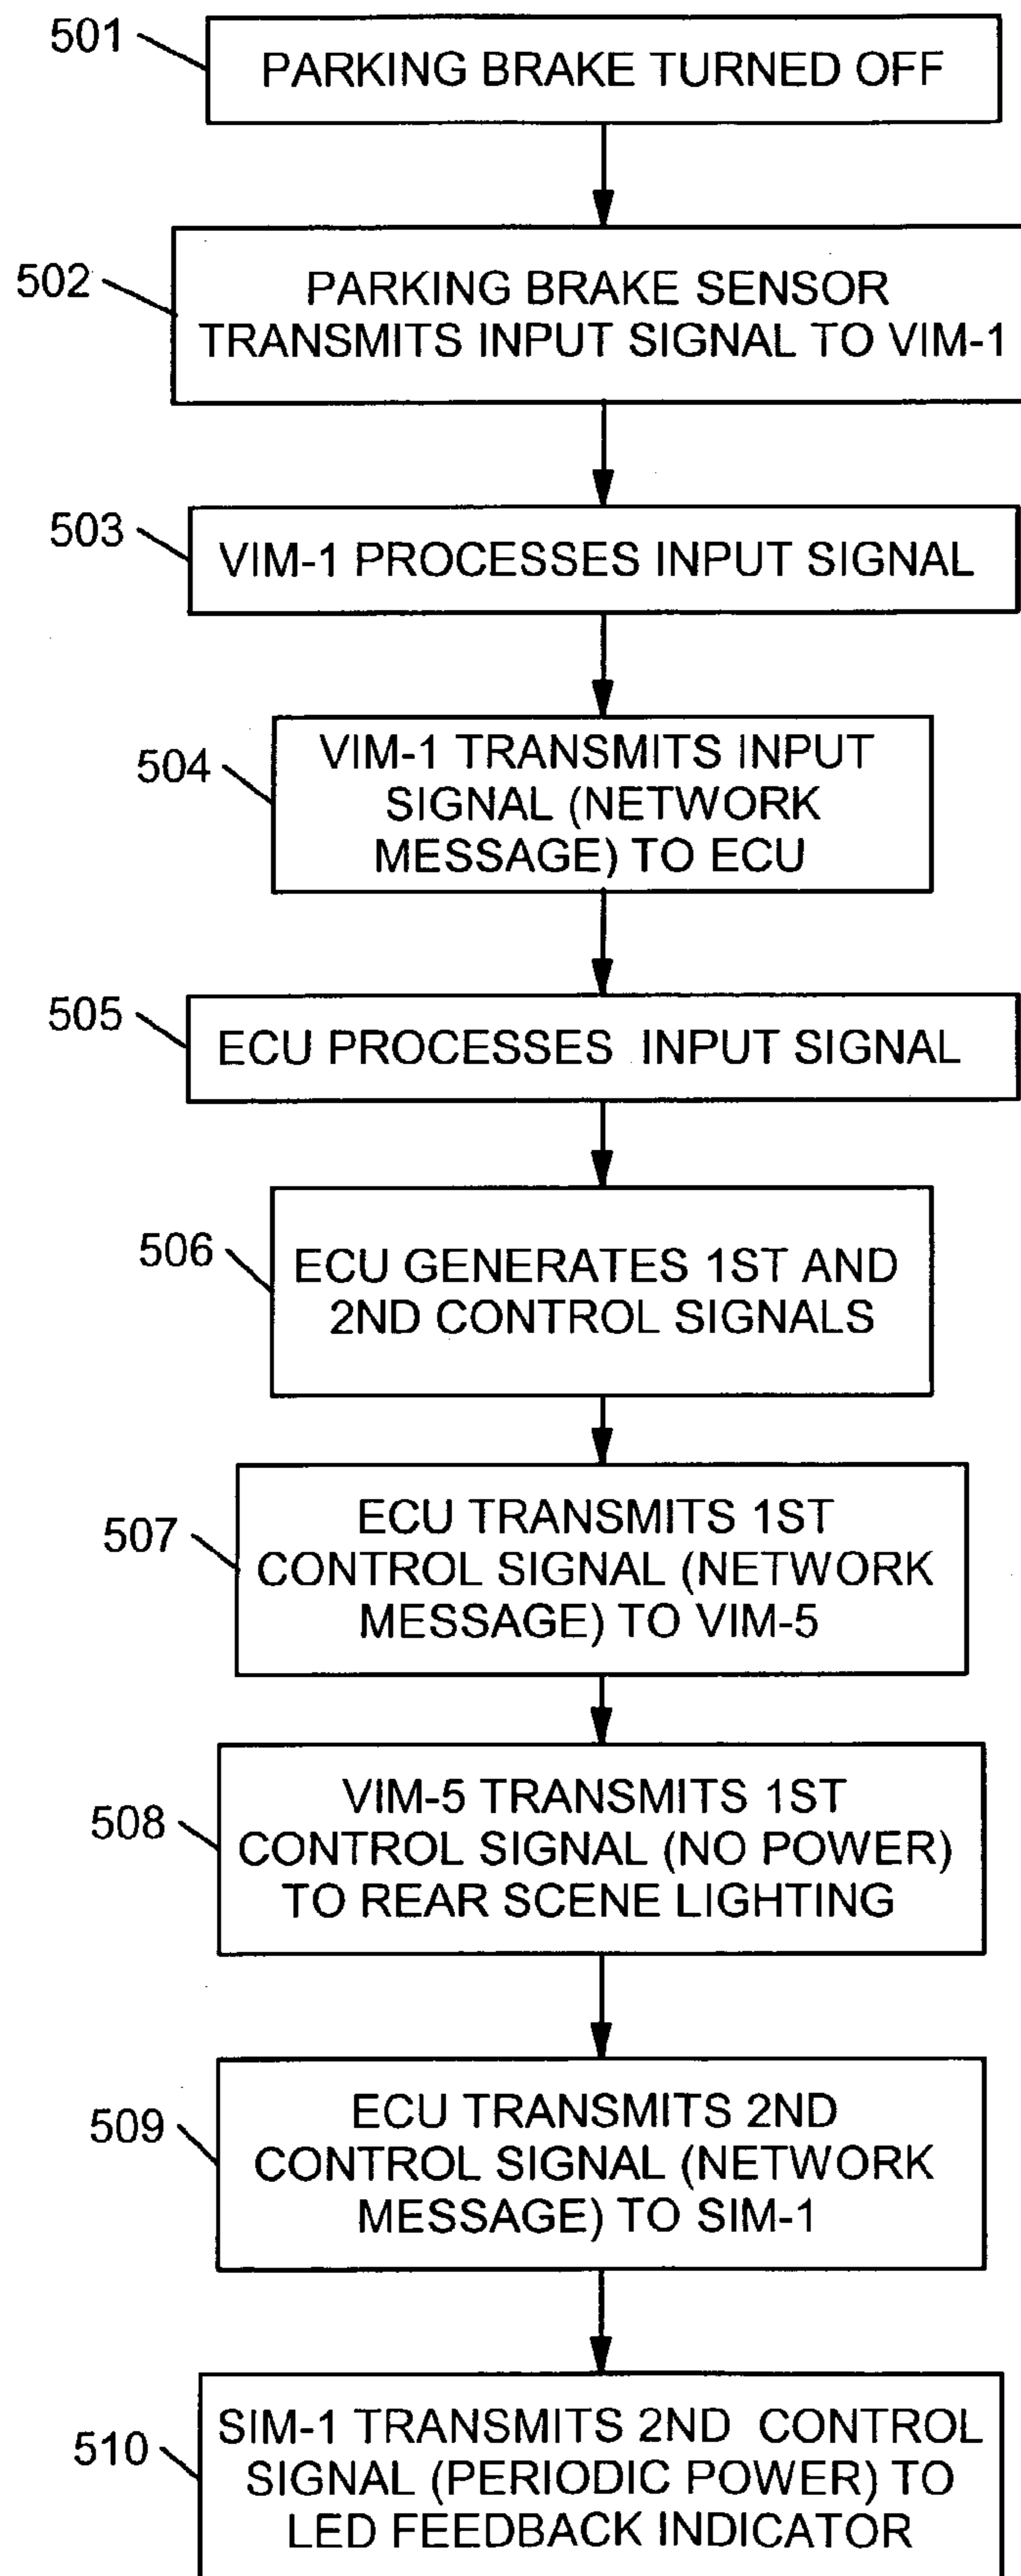 501
PARKING BRAKE TURNED OFF
502
PARKING BRAKE SENSOR
TRANSMITS INPUT SIGNAL TO VIM-1
503
VIM-1 PROCESSES INPUT SIGNAL
504
VIM-1 TRANSMITS INPUT
SIGNAL (NETWORK
MESSAGE) TO ECU
505
ECU PROCESSES INPUT SIGNAL
506
ECU GENERATES 1ST AND
2ND CONTROL SIGNALS
507
ECU TRANSMITS 1ST
CONTROL SIGNAL (NETWORK
MESSAGE) TO VIM-5
508
VIM-5 TRANSMITS 1ST
CONTROL SIGNAL (NO POWER)
TO REAR SCENE LIGHTING
509
ECU TRANSMITS 2ND
CONTROL SIGNAL (NETWORK
MESSAGE) TO SIM-1
510
SIM-1 TRANSMITS 2ND CONTROL
SIGNAL (PERIODIC POWER) TO
LED FEEDBACK INDICATOR